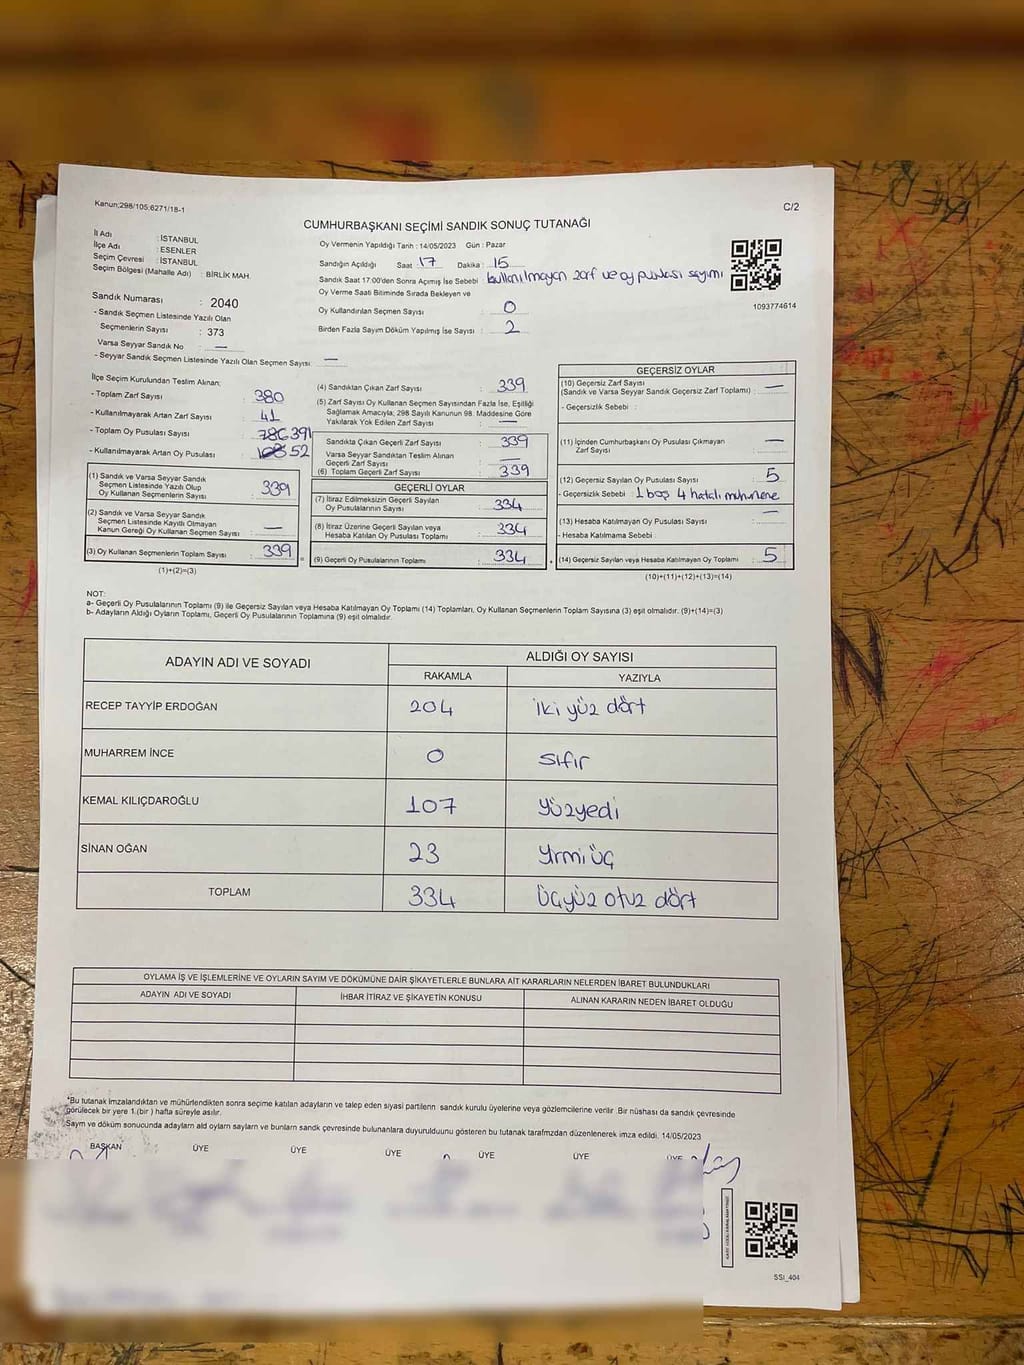 Kanun;298/105;6271/18-1
C/2
CUMHURBAŞKANI SEÇİMİ SANDIK SONUÇ TUTANAĞI
İl Adı : İSTANBUL
İlçe Adı : ESENLER
Seçim Çevresi : İSTANBUL
Seçim Bölgesi (Mahalle Adı) : BİRLİK MAH.
Oy Vermenin Yapıldığı Tarih : 14/05/2023 Gün : Pazar
Sandığın Açıldığı Saat : 17 Dakika : 15
Sandık Saat 17:00'den Sonra Açımış İse Sebebi : kullanılmayan zarf ve oy pusulası sayımı
Oy Verme Saati Bitiminde Sırada Bekleyen ve
Oy Kullandırılan Seçmen Sayısı : 0
Birden Fazla Sayım Döküm Yapılmış İse Sayısı : 2
1093774614
Sandık Numarası : 2040
- Sandık Seçmen Listesinde Yazılı Olan
Seçmenlerin Sayısı : 373
Varsa Seyyar Sandık No : —
- Seyyar Sandık Seçmen Listesinde Yazılı Olan Seçmen Sayısı: —
İlçe Seçim Kurulundan Teslim Alınan;
- Toplam Zarf Sayısı : 380
- Kullanılmayarak Artan Zarf Sayısı : 41
- Toplam Oy Pusulası Sayısı : 391
- Kullanılmayarak Artan Oy Pusulası : 52
(1) Sandık ve Varsa Seyyar Sandık
Seçmen Listesinde Yazılı Olup
Oy Kullanan Seçmenlerin Sayısı : 339
(2) Sandık ve Varsa Seyyar Sandık
Seçmen Listesinde Kayıtlı Olmayan
Kanun Gereği Oy Kullanan Seçmen Sayısı : —
(3) Oy Kullanan Seçmenlerin Toplam Sayısı : 339
(1)+(2)=(3)
(4) Sandıktan Çıkan Zarf Sayısı : 339
(5) Zarf Sayısı Oy Kullanan Seçmen Sayısından Fazla İse, Eşitliği
Sağlamak Amacıyla; 298 Sayılı Kanunun 98. Maddesine Göre
Yakılarak Yok Edilen Zarf Sayısı : —
Sandıkta Çıkan Geçerli Zarf Sayısı : 339
Varsa Seyyar Sandıktan Teslim Alınan
Geçerli Zarf Sayısı : —
(6) Toplam Geçerli Zarf Sayısı : 339
GEÇERLİ OYLAR
(7) İtiraz Edilmeksizin Geçerli Sayılan
Oy Pusulasının Sayısı : 334
(8) İtiraz Üzerine Geçerli Sayılan veya
Hesaba Katılan Oy Pusulası Toplamı : 334
(9) Geçerli Oy Pusulalarının Toplamı : 334
GEÇERSİZ OYLAR
(10) Geçersiz Zarf Sayısı
(Sandık ve Varsa Seyyar Sandık Geçersiz Zarf Toplamı) : —
- Geçersizlik Sebebi :
(11) İçinden Cumhurbaşkanı Oy Pusulası Çıkmayan
Zarf Sayısı : —
(12) Geçersiz Sayılan Oy Pusulası Sayısı : 5
- Geçersizlik Sebebi : 1 boş 4 hatalı
(13) Hesaba Katılmayan Oy Pusulası Sayısı : —
- Hesaba Katılmama Sebebi :
(14) Geçersiz Sayılan veya Hesaba Katılmayan Oy Toplamı : 5
(10)+(11)+(12)+(13)=(14)
NOT:
a- Geçerli Oy Pusulalarının Toplamı (9) ile Geçersiz Sayılan veya Hesaba Katılmayan Oy Toplamı (14) Toplamları, Oy Kullanan Seçmenlerin Toplam Sayısına (3) eşit olmalıdır. (9)+(14)=(3)
b- Adayların Aldığı Oyların Toplamı, Geçerli Oy Pusulalarının Toplamına (9) eşit olmalıdır.
ADAYIN ADI VE SOYADI ALDIĞI OY SAYISI
RAKAMLA YAZIYLA
RECEP TAYYİP ERDOĞAN 204 iki yüz dört
MUHARREM İNCE 0 sıfır
KEMAL KILIÇDAROĞLU 107 yüzyedi
SİNAN OĞAN 23 yirmi üç
TOPLAM 334 üçyüz otuz dört
OYLAMA İŞ VE İŞLEMLERİNE VE OYLARIN SAYIM VE DÖKÜMÜNE DAİR ŞİKAYETLERLE BUNLARA AİT KARARLARIN NELERDEN İBARET BULUNDUKLARI
ADAYIN ADI VE SOYADI İHBAR İTİRAZ VE ŞİKAYETİN KONUSU ALINAN KARARIN NEDEN İBARET OLDUĞU
*Bu tutanak imzalandıktan ve mühürlendikten sonra seçime katılan adayların ve talep eden siyasi partilerin sandık kurulu üyelerine veya gözlemcilerine verilir. Bir nüshası da sandık çevresinde
görülecek bir yere 1.(bir ) hafta süreyle asılır.
Sayım ve döküm sonucunda adayların ald oyların sayları ve bunların sandk çevresinde bulunanlara duyurulduunu gösteren bu tutanak tarafmzdan düzenlenerek imza edildi. 14/05/2023
BAŞKAN ÜYE ÜYE ÜYE ÜYE ÜYE ÜYE
SSI_404